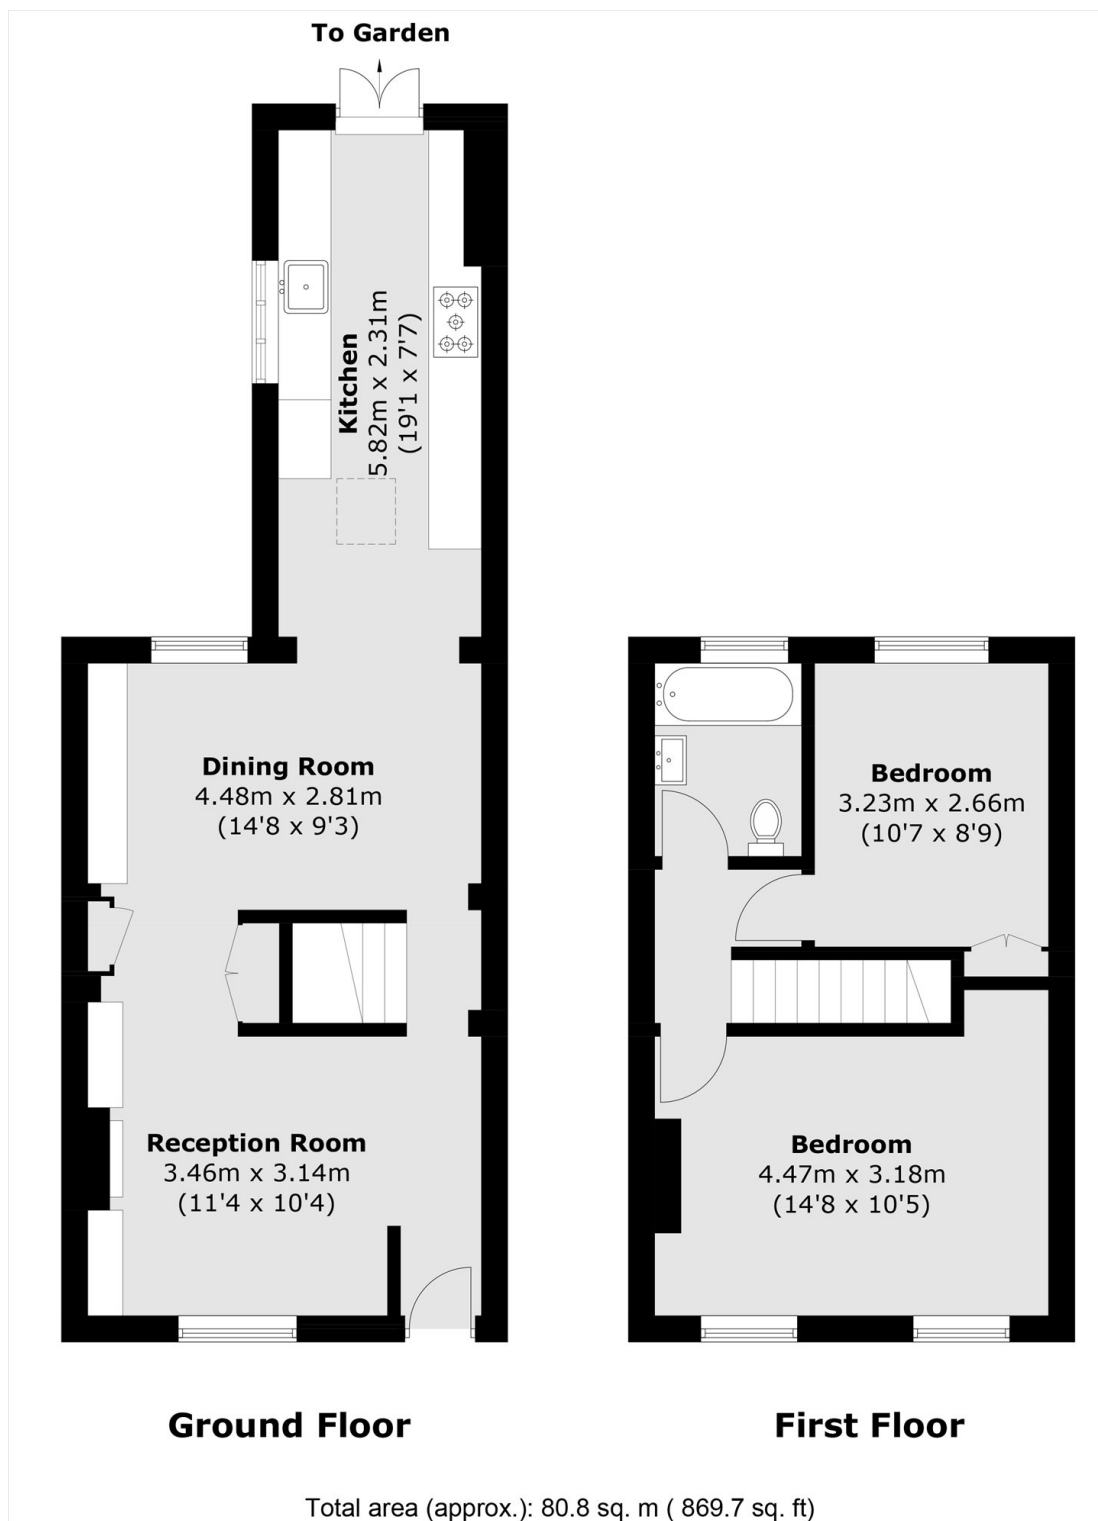 To Garden
Kitchen
5.82m x 2.31m
(19'1 x 7'7)
Dining Room
4.48m x 2.81m
(14'8 x 9'3)
Reception Room
3.46m x 3.14m
(11'4 x 10'4)
Bedroom
3.23m x 2.66m
(10'7 x 8'9)
Bedroom
4.47m x 3.18m
(14'8 x 10'5)
Ground Floor
First Floor
Total area (approx.): 80.8 sq. m ( 869.7 sq. ft)